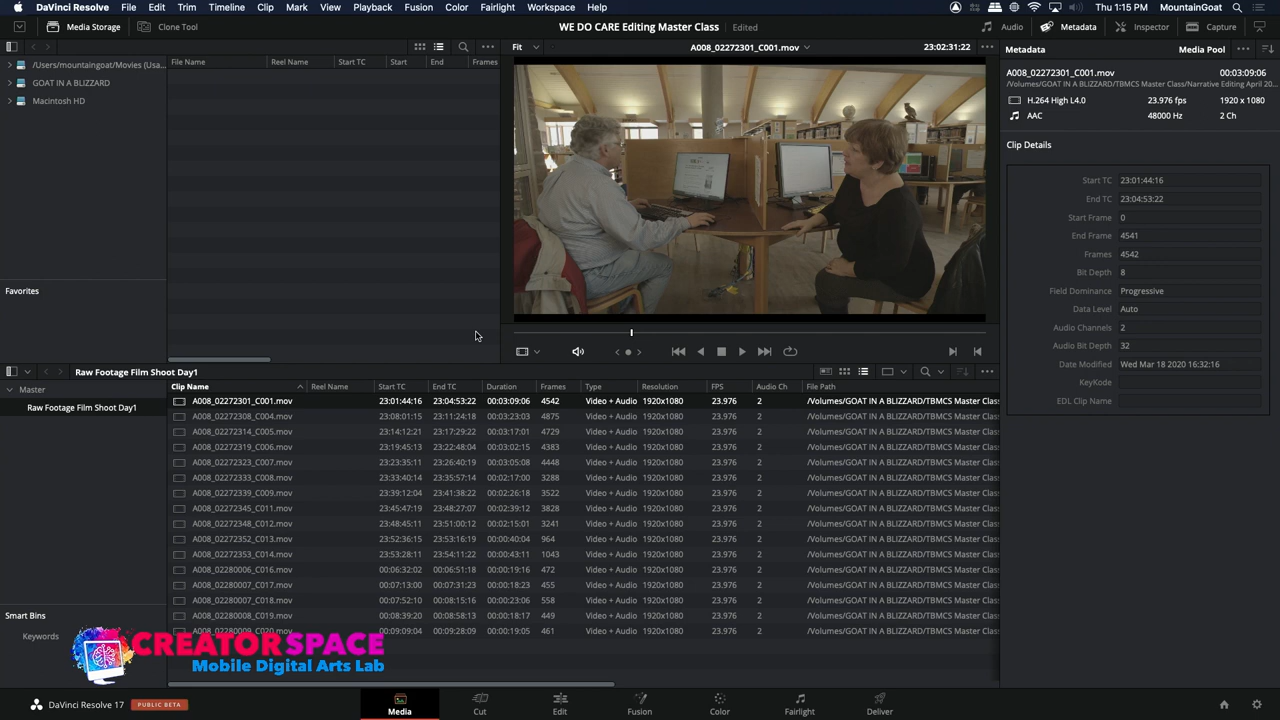 DaVinci Resolve File Edit Trim Timeline Clip Mark View Playback Fusion Color Fairlight Workspace Help
Tue 7 Jul 1:15 PM MountainGoat
Media Storage Clone Tool
WE DO CARE Editing Master Class Edited
Audio Metadata Inspector Capture
Fit A008_02272301_C001.mov 23:02:31:22
Metadata Media Pool
File Name Reel Name Start TC Start End Frames
/Users/mountaingoat/Movies (Usa...
GOAT IN A BLIZZARD
Macintosh HD
Favorites
A008_02272301_C001.mov 00:03:09:06
/Volumes/GOAT IN A BLIZZARD/TBMCS Master Class/Narrative Editing April 20...
H.264 High L4.0 23.976 fps 1920 x 1080
AAC 48000 Hz 2 Ch
Clip Details
Start TC 23:01:44:16
End TC 23:04:53:22
Start Frame 0
End Frame 4541
Frames 4542
Bit Depth 8
Field Dominance Progressive
Data Level Auto
Audio Channels 2
Audio Bit Depth 32
Date Modified Wed Mar 18 2020 16:32:16
KeyKode
EDL Clip Name
Raw Footage Film Shoot Day1
Master
Raw Footage Film Shoot Day1
Smart Bins
Keywords
Clip Name Reel Name Start TC End TC Duration Frames Type Resolution FPS Audio Ch File Path
A008_02272301_C001.mov 23:01:44:16 23:04:53:22 00:03:09:06 4542 Video + Audio 1920x1080 23.976 2 /Volumes/GOAT IN A BLIZZARD/TBMCS Master Class
A008_02272308_C004.mov 23:08:01:15 23:11:24:18 00:03:23:03 4875 Video + Audio 1920x1080 23.976 2 /Volumes/GOAT IN A BLIZZARD/TBMCS Master Class
A008_02272314_C005.mov 23:14:12:21 23:17:29:22 00:03:17:01 4729 Video + Audio 1920x1080 23.976 2 /Volumes/GOAT IN A BLIZZARD/TBMCS Master Class
A008_02272319_C006.mov 23:19:45:13 23:22:48:04 00:03:02:15 4383 Video + Audio 1920x1080 23.976 2 /Volumes/GOAT IN A BLIZZARD/TBMCS Master Class
A008_02272323_C007.mov 23:23:35:11 23:26:40:19 00:03:05:08 4448 Video + Audio 1920x1080 23.976 2 /Volumes/GOAT IN A BLIZZARD/TBMCS Master Class
A008_02272333_C008.mov 23:33:40:14 23:35:57:14 00:02:17:00 3288 Video + Audio 1920x1080 23.976 2 /Volumes/GOAT IN A BLIZZARD/TBMCS Master Class
A008_02272339_C009.mov 23:39:12:04 23:41:38:22 00:02:26:18 3522 Video + Audio 1920x1080 23.976 2 /Volumes/GOAT IN A BLIZZARD/TBMCS Master Class
A008_02272345_C011.mov 23:45:47:19 23:48:27:07 00:02:39:12 3828 Video + Audio 1920x1080 23.976 2 /Volumes/GOAT IN A BLIZZARD/TBMCS Master Class
A008_02272348_C012.mov 23:48:45:11 23:51:00:12 00:02:15:01 3241 Video + Audio 1920x1080 23.976 2 /Volumes/GOAT IN A BLIZZARD/TBMCS Master Class
A008_02272352_C013.mov 23:52:36:15 23:53:16:19 00:00:40:04 964 Video + Audio 1920x1080 23.976 2 /Volumes/GOAT IN A BLIZZARD/TBMCS Master Class
A008_02272353_C014.mov 23:53:28:11 23:54:11:22 00:00:43:11 1043 Video + Audio 1920x1080 23.976 2 /Volumes/GOAT IN A BLIZZARD/TBMCS Master Class
A008_02280006_C016.mov 00:06:32:02 00:06:51:18 00:00:19:16 472 Video + Audio 1920x1080 23.976 2 /Volumes/GOAT IN A BLIZZARD/TBMCS Master Class
A008_02280007_C017.mov 00:07:13:00 00:07:31:23 00:00:18:23 455 Video + Audio 1920x1080 23.976 2 /Volumes/GOAT IN A BLIZZARD/TBMCS Master Class
A008_02280007_C018.mov 00:07:52:10 00:08:15:16 00:00:23:06 558 Video + Audio 1920x1080 23.976 2 /Volumes/GOAT IN A BLIZZARD/TBMCS Master Class
A008_02280008_C019.mov 00:08:39:20 00:08:58:13 00:00:18:17 449 Video + Audio 1920x1080 23.976 2 /Volumes/GOAT IN A BLIZZARD/TBMCS Master Class
A008_02280009_C020.mov 00:09:09:04 00:09:28:09 00:00:19:05 461 Video + Audio 1920x1080 23.976 2 /Volumes/GOAT IN A BLIZZARD/TBMCS Master Class
CREATORSPACE
Mobile Digital Arts Lab
DaVinci Resolve 17 PUBLIC BETA
Media Cut Edit Fusion Color Fairlight Deliver